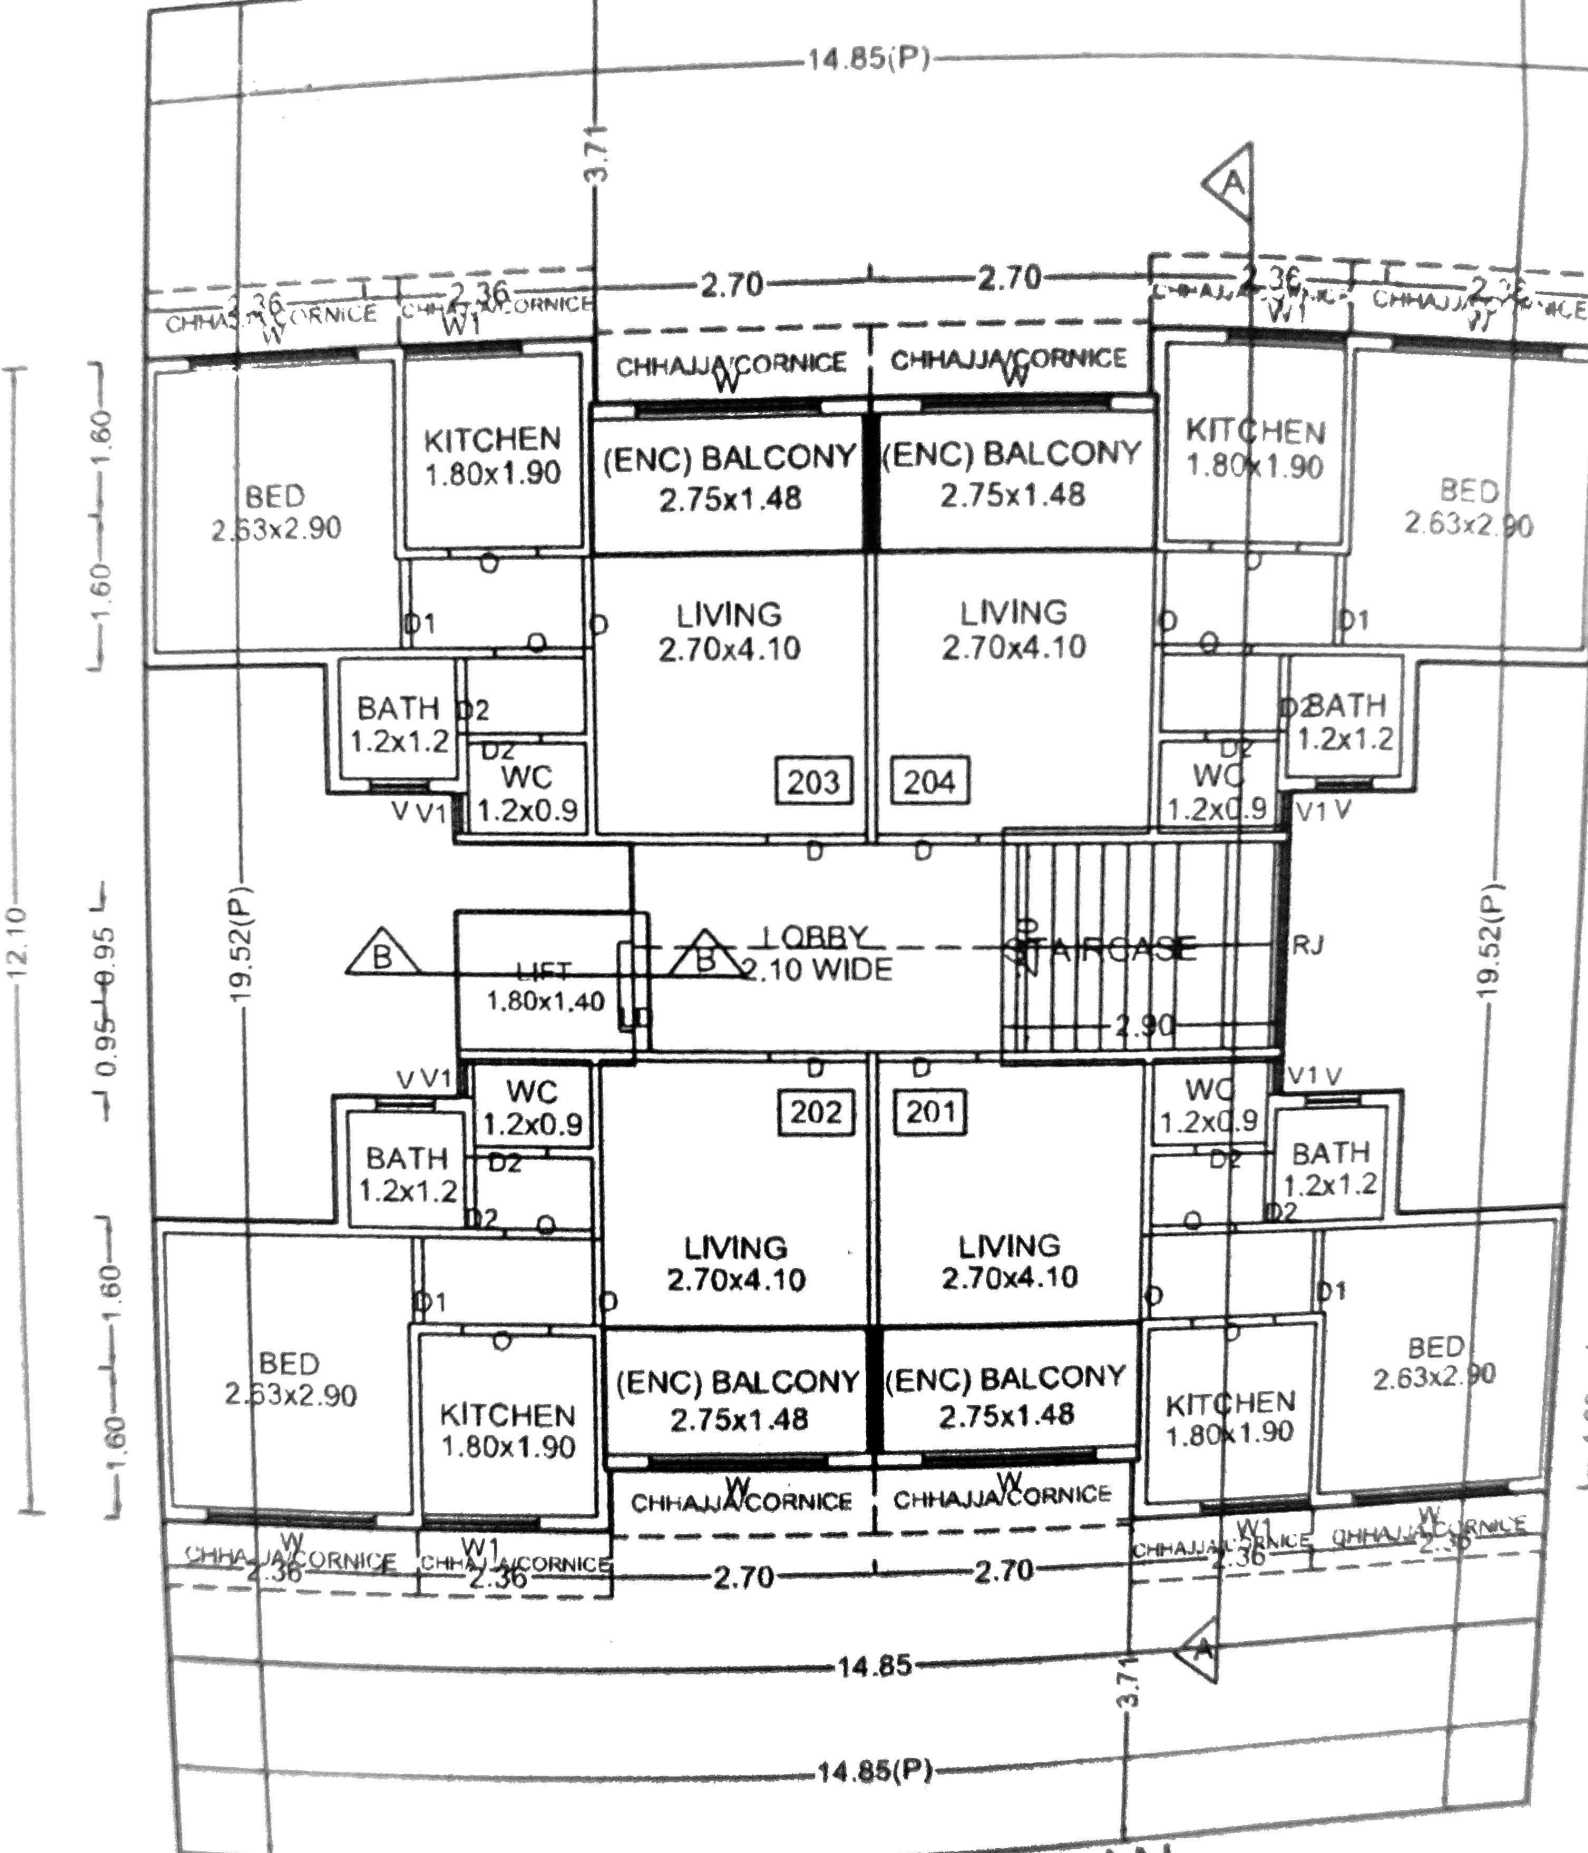 14.85(P)
3.71
A
2.70
2.70
2.36
2.36
2.36
CHHAJJA/CORNICE
CHHAJJA/CORNICE
W
W1
W1
W
CHHAJJA/CORNICE
W
CHHAJJA/CORNICE
W
KITCHEN
1.80x1.90
(ENC) BALCONY
2.75x1.48
(ENC) BALCONY
2.75x1.48
KITCHEN
1.80x1.90
BED
2.63x2.90
BED
2.63x2.90
1.60
1.60
O
D1
O
D
LIVING
2.70x4.10
LIVING
2.70x4.10
D
O
D1
BATH
1.2x1.2
D2
D2
WC
1.2x0.9
V V1
203
204
D2
BATH
1.2x1.2
D2
WC
1.2x0.9
V1 V
D
D
12.10
0.95
0.95
19.52(P)
B
LIFT
1.80x1.40
B
LOBBY
2.10 WIDE
STAIRCASE
2.90
RJ
19.52(P)
D
D
V V1
WC
1.2x0.9
202
201
WC
1.2x0.9
V1 V
BATH
1.2x1.2
D2
D2
O
D2
O
D2
BATH
1.2x1.2
LIVING
2.70x4.10
LIVING
2.70x4.10
1.60
1.60
D1
D
O
D
D1
BED
2.63x2.90
KITCHEN
1.80x1.90
(ENC) BALCONY
2.75x1.48
(ENC) BALCONY
2.75x1.48
KITCHEN
1.80x1.90
BED
2.63x2.90
W
CHHAJJA/CORNICE
W
CHHAJJA/CORNICE
W
CHHAJJA/CORNICE
2.36
W1
CHHAJJA/CORNICE
2.36
2.70
2.70
W1
CHHAJJA/CORNICE
2.36
W
CHHAJJA/CORNICE
2.36
14.85
A
3.71
14.85(P)